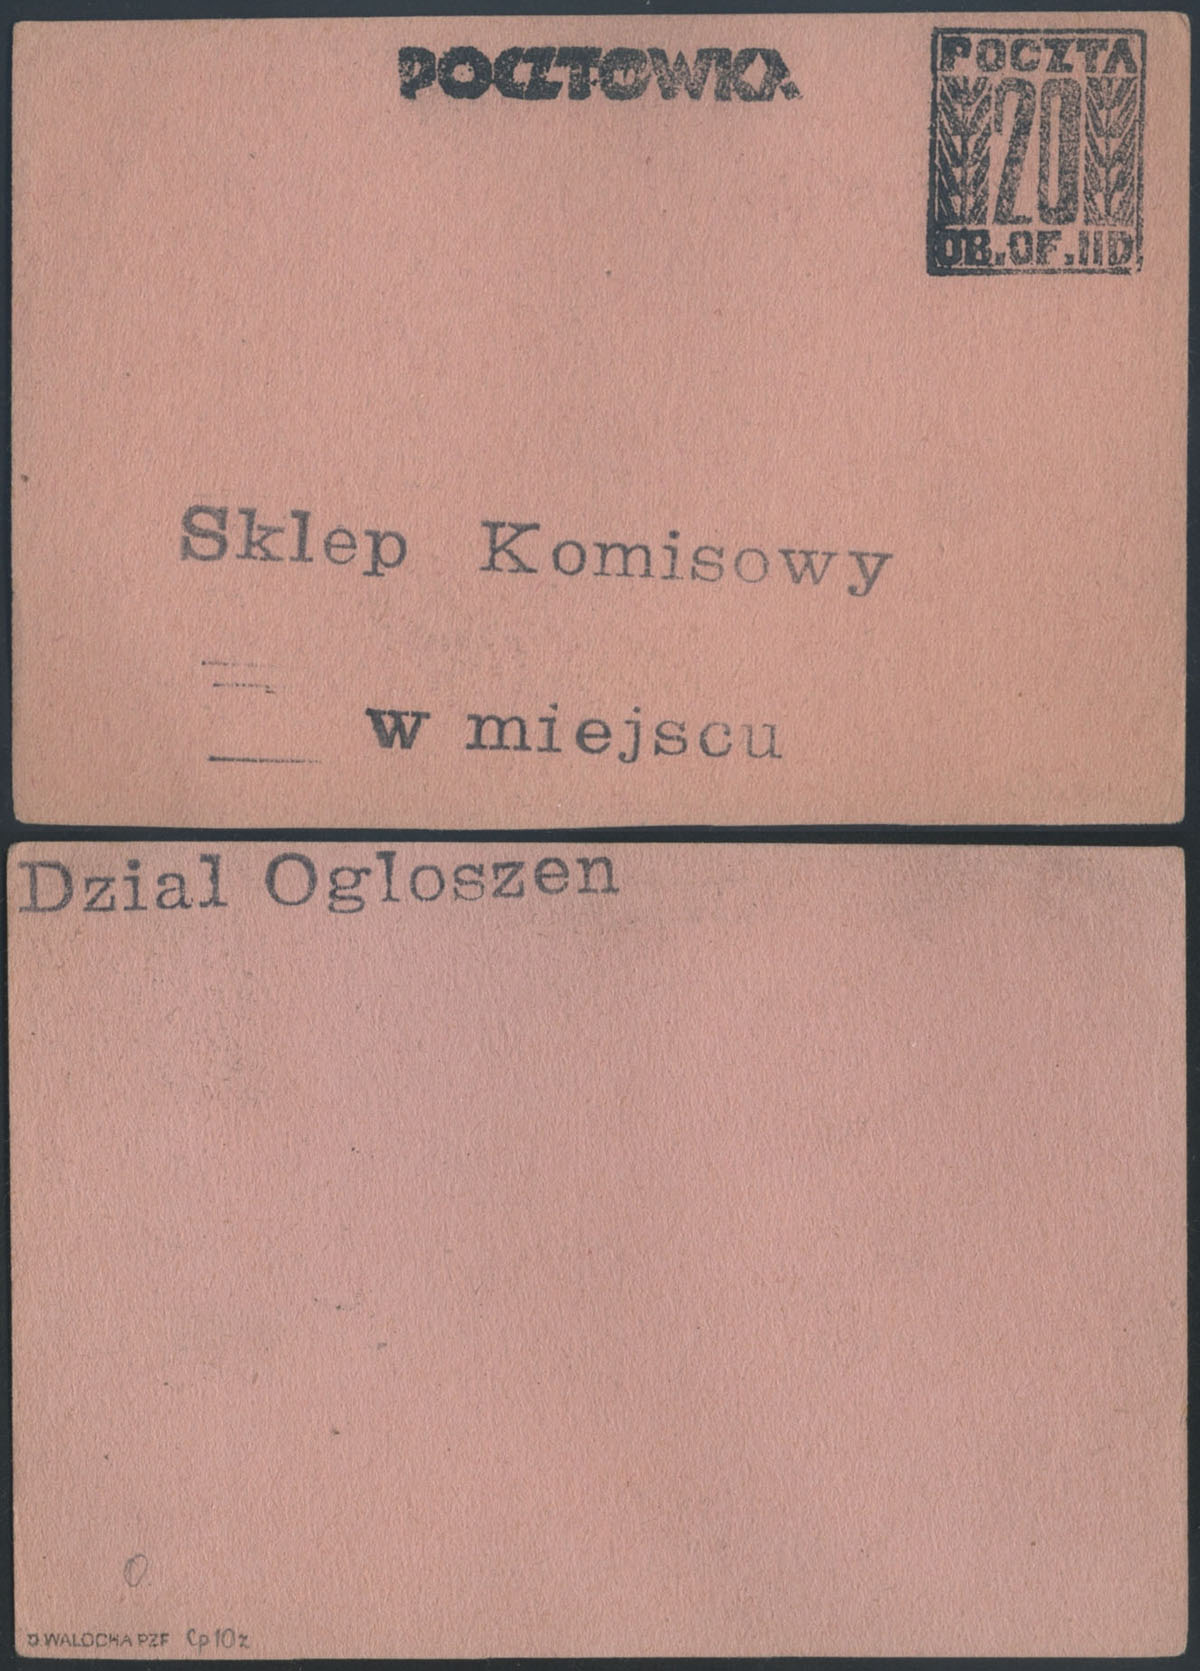 POCZTOWKA
POCZTA
20
OB.OF.IID.
Sklep Komisowy
w miejscu
Dzial Ogloszen
O
D.WALOCHA PZF Cp10z